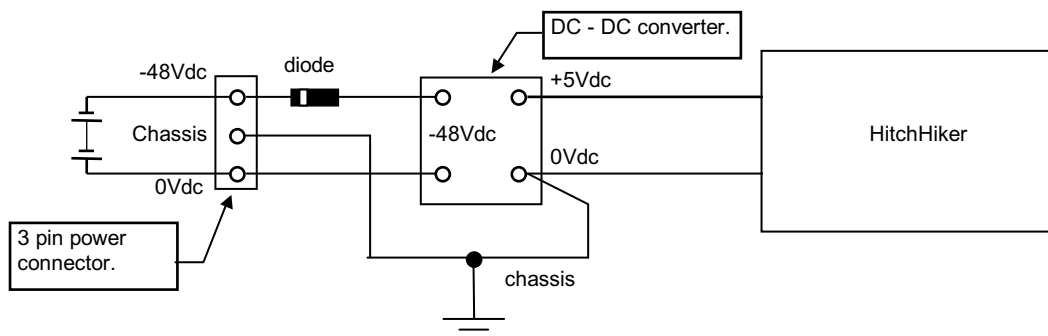 DC - DC converter.
-48Vdc
diode
+5Vdc
Chassis
-48Vdc
HitchHiker
0Vdc
0Vdc
3 pin power
connector.
chassis